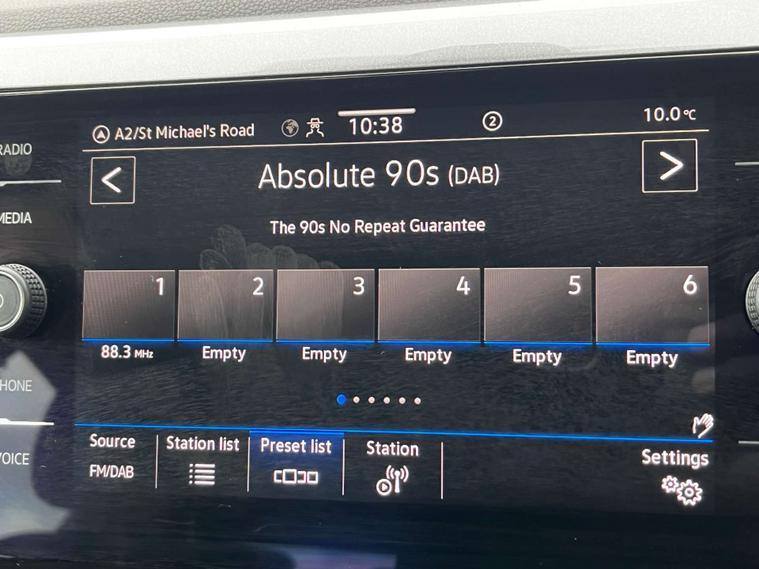 RADIO
MEDIA
PHONE
VOICE
A2/St Michael's Road
10:38
2
10.0°C
<
Absolute 90s (DAB)
>
The 90s No Repeat Guarantee
1 2 3 4 5 6
88.3 MHz Empty Empty Empty Empty Empty
Source Station list Preset list Station Settings
FM/DAB